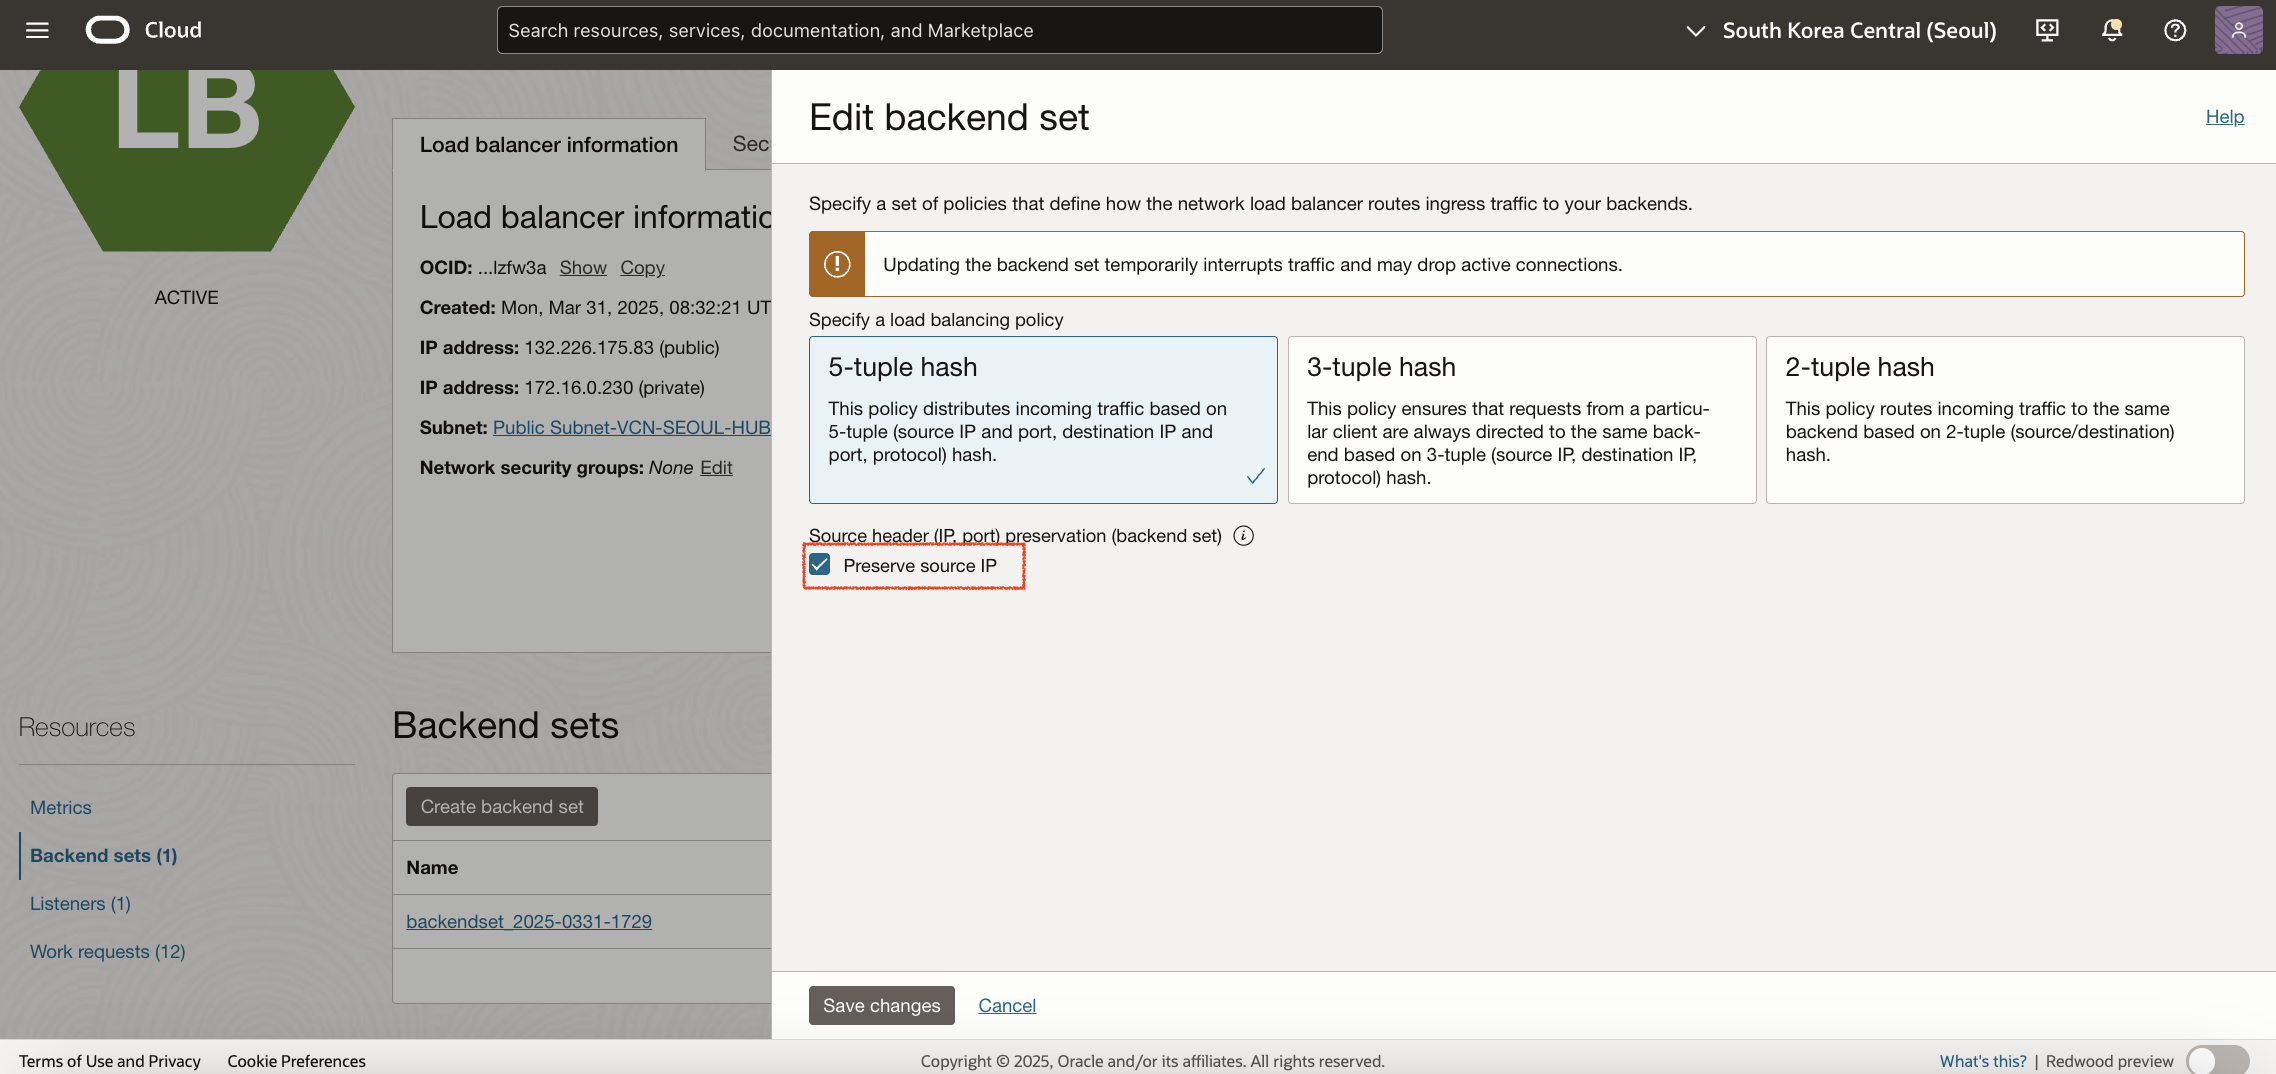 Cloud
Search resources, services, documentation, and Marketplace
South Korea Central (Seoul)
LB
ACTIVE
Load balancer information
Sec
Load balancer informatio
OCID: ...lzfw3a Show Copy
Created: Mon, Mar 31, 2025, 08:32:21 UT
IP address: 132.226.175.83 (public)
IP address: 172.16.0.230 (private)
Subnet: Public Subnet-VCN-SEOUL-HUB
Network security groups: None Edit
Resources
Metrics
Backend sets (1)
Listeners (1)
Work requests (12)
Backend sets
Create backend set
Name
backendset_2025-0331-1729
Edit backend set
Help
Specify a set of policies that define how the network load balancer routes ingress traffic to your backends.
Updating the backend set temporarily interrupts traffic and may drop active connections.
Specify a load balancing policy
5-tuple hash
This policy distributes incoming traffic based on
5-tuple (source IP and port, destination IP and
port, protocol) hash.
3-tuple hash
This policy ensures that requests from a particu-
lar client are always directed to the same back-
end based on 3-tuple (source IP, destination IP,
protocol) hash.
2-tuple hash
This policy routes incoming traffic to the same
backend based on 2-tuple (source/destination)
hash.
Source header (IP, port) preservation (backend set)
Preserve source IP
Save changes
Cancel
Terms of Use and Privacy
Cookie Preferences
Copyright © 2025, Oracle and/or its affiliates. All rights reserved.
What's this? | Redwood preview